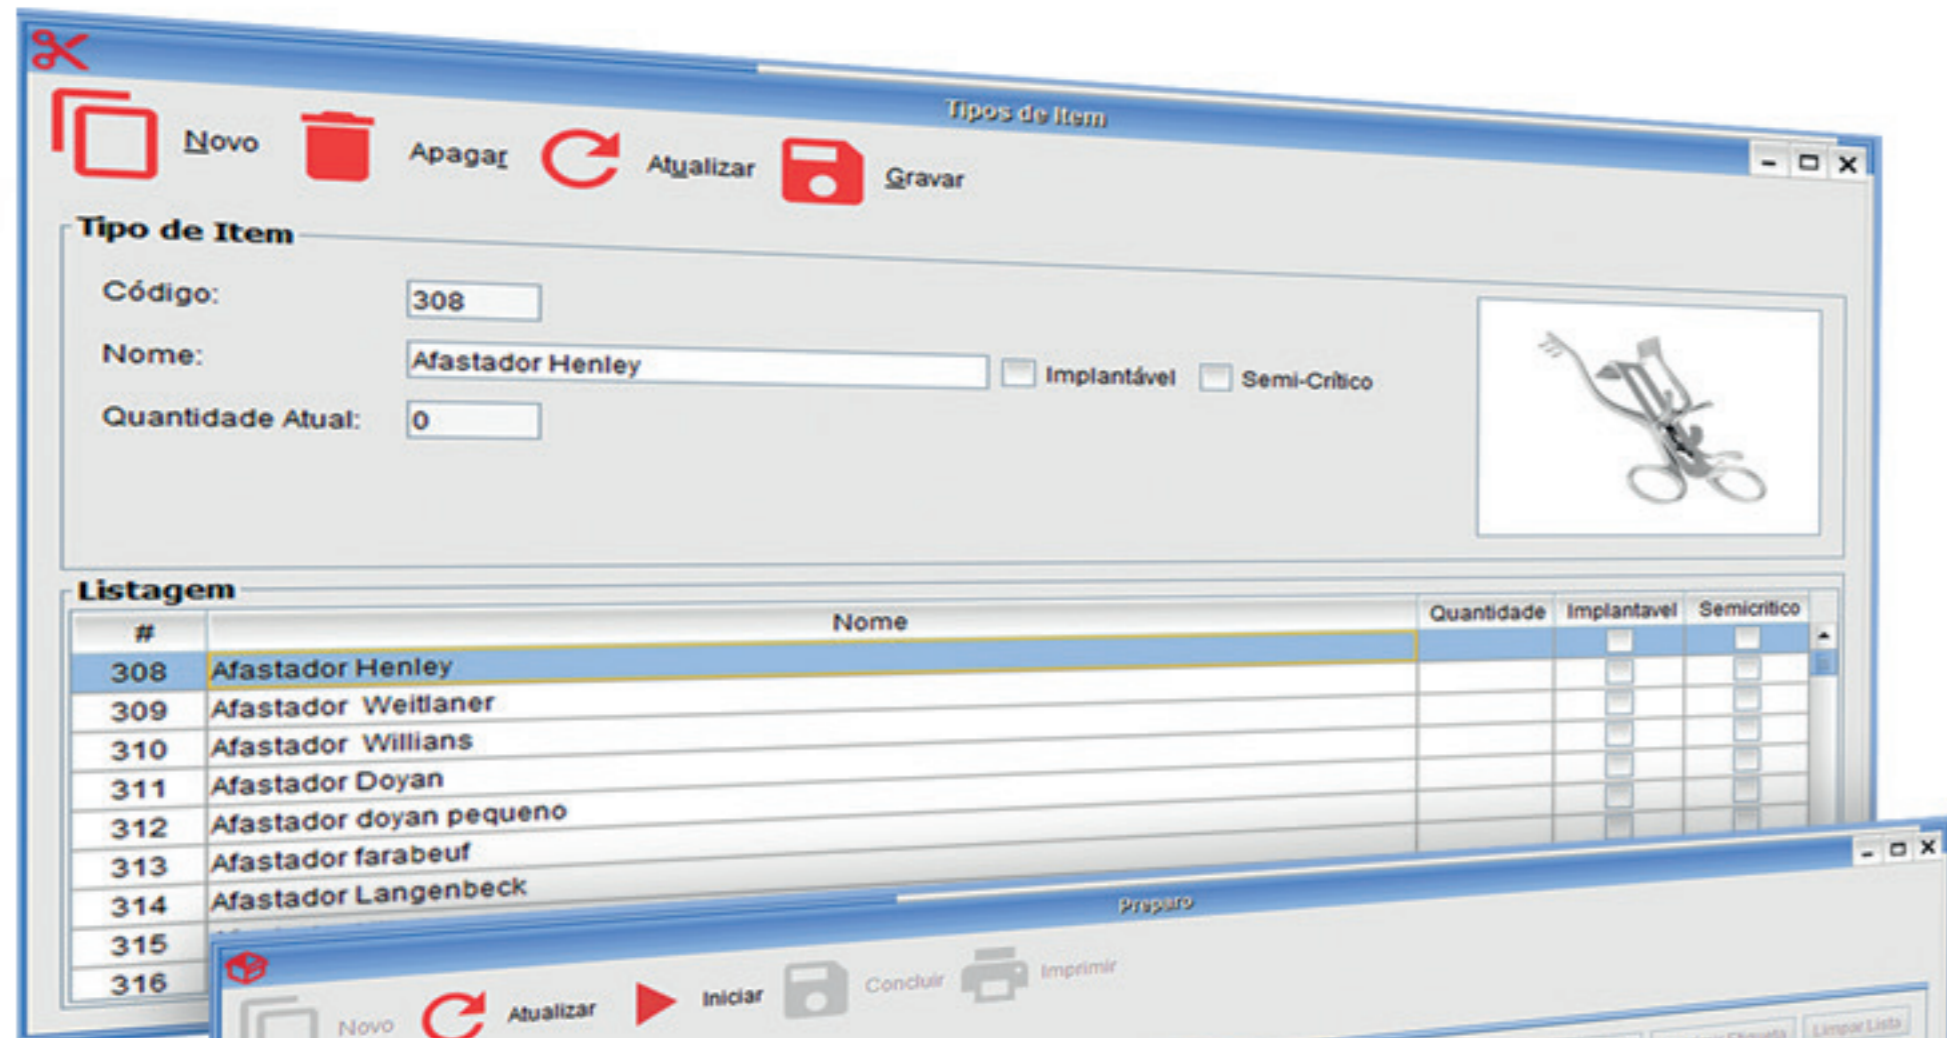 Tipos de Item
Novo Apagar Atualizar Gravar
Tipo de Item
Código: 308
Nome: Afastador Henley Implantável Semi-Crítico
Quantidade Atual: 0
Listagem
# Nome Quantidade Implantavel Semicritico
308 Afastador Henley
309 Afastador Weitlaner
310 Afastador Willians
311 Afastador Doyan
312 Afastador doyan pequeno
313 Afastador farabeuf
314 Afastador Langenbeck
315
316
Preparo
Novo Atualizar Iniciar Concluir Imprimir
Etiqueta Limpar Lista